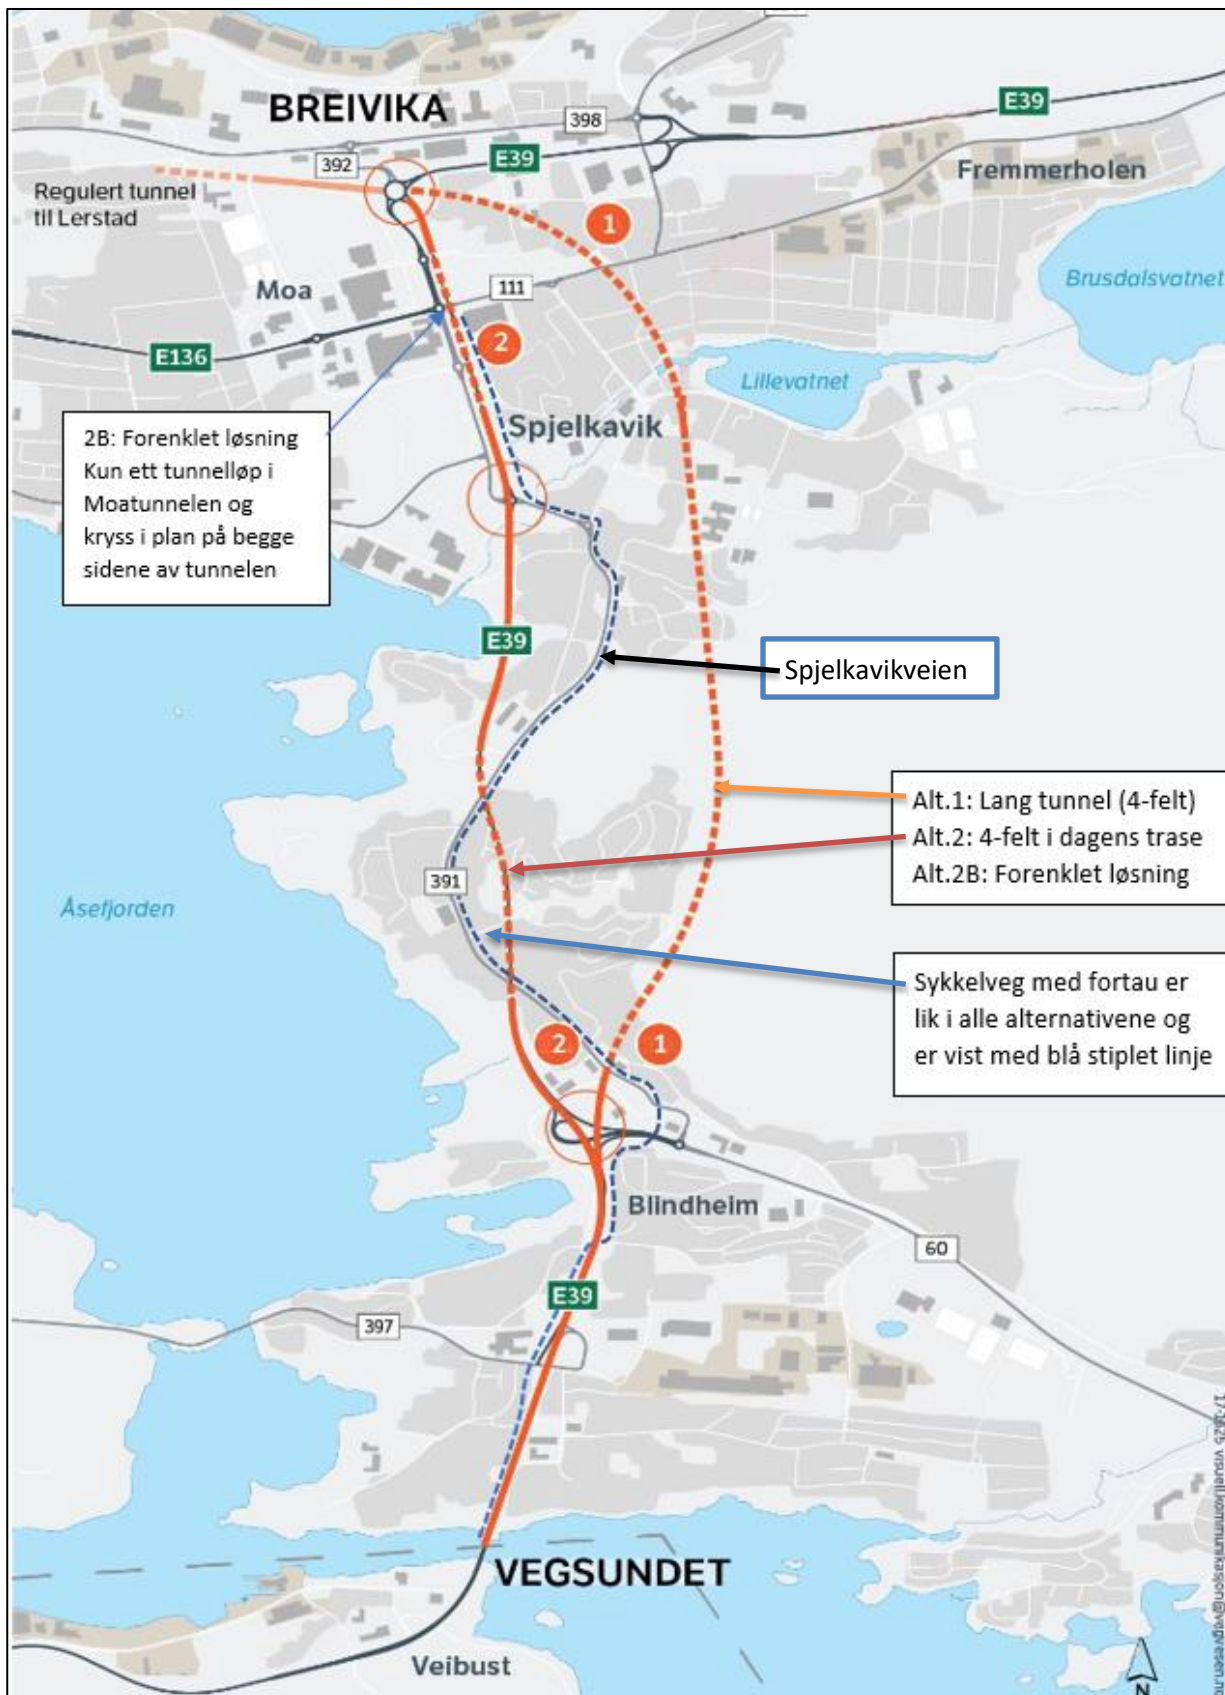 BREIVIKA
398
E39
392
E39
Fremmerholen
Regulert tunnel
til Lerstad
1
Moa
111
Brusdalsvatnet
E136
2
Lillevatnet
Spjelkavik
2B: Forenklet løsning
Kun ett tunnelløp i
Moatunnelen og
kryss i plan på begge
sidene av tunnelen
E39
Spjelkavikveien
Alt.1: Lang tunnel (4-felt)
Alt.2: 4-felt i dagens trase
Alt.2B: Forenklet løsning
391
Åsefjorden
Sykkelveg med fortau er
lik i alle alternativene og
er vist med blå stiplet linje
2
1
Blindheim
60
E39
397
VEGSUNDET
Veibust
N